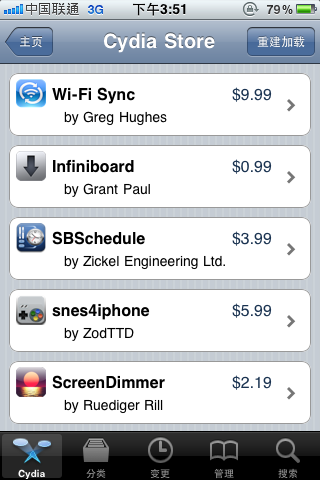 中国联通 3G 下午3:51 79%
主页 Cydia Store 重建加载
Wi-Fi Sync $9.99
by Greg Hughes
Infiniboard $0.99
by Grant Paul
SBSchedule $3.99
by Zickel Engineering Ltd.
snes4iphone $5.99
by ZodTTD
ScreenDimmer $2.19
by Ruediger Rill
Cydia 分类 变更 管理 搜索